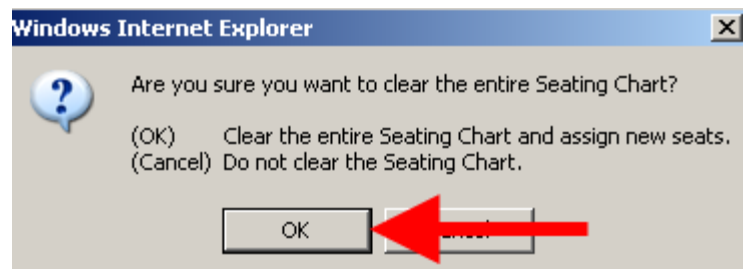 Windows Internet Explorer
Are you sure you want to clear the entire Seating Chart?
(OK) Clear the entire Seating Chart and assign new seats.
(Cancel) Do not clear the Seating Chart.
OK